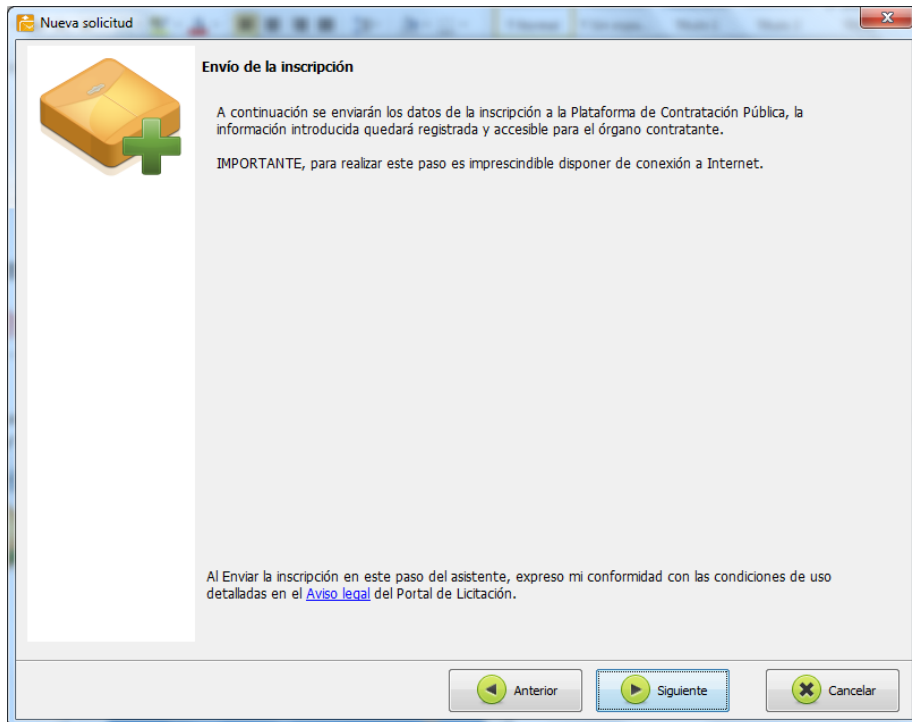 Nueva solicitud
Envío de la inscripción
A continuación se enviarán los datos de la inscripción a la Plataforma de Contratación Pública, la
información introducida quedará registrada y accesible para el órgano contratante.
IMPORTANTE, para realizar este paso es imprescindible disponer de conexión a Internet.
Al Enviar la inscripción en este paso del asistente, expreso mi conformidad con las condiciones de uso
detalladas en el Aviso legal del Portal de Licitación.
Anterior
Siguiente
Cancelar